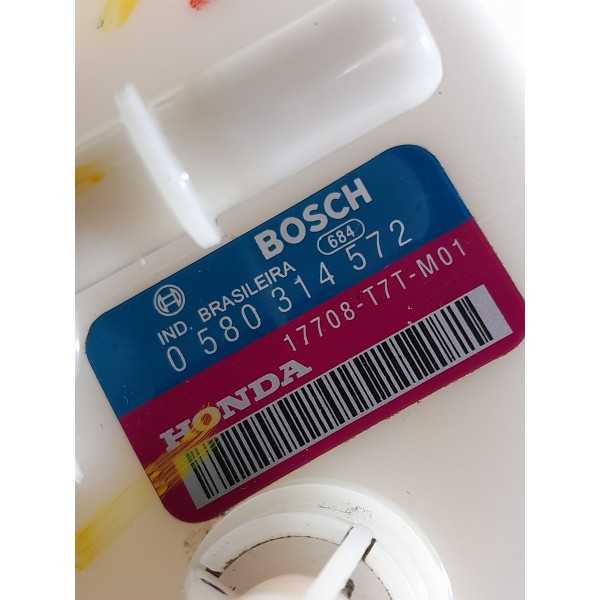 BOSCH
IND. BRASILEIRA 684
0 580 314 572
17708-T7T-M01
HONDA